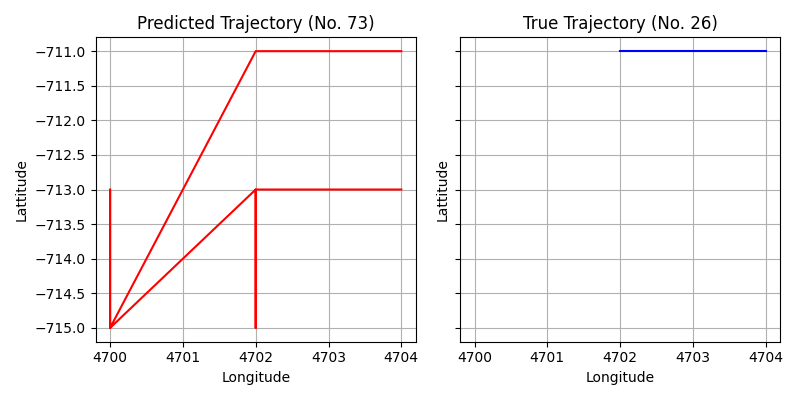 Predicted Trajectory (No. 73)
Lattitude
−711.0
−711.5
−712.0
−712.5
−713.0
−713.5
−714.0
−714.5
−715.0
4700 4701 4702 4703 4704
Longitude
True Trajectory (No. 26)
Lattitude
4700 4701 4702 4703 4704
Longitude